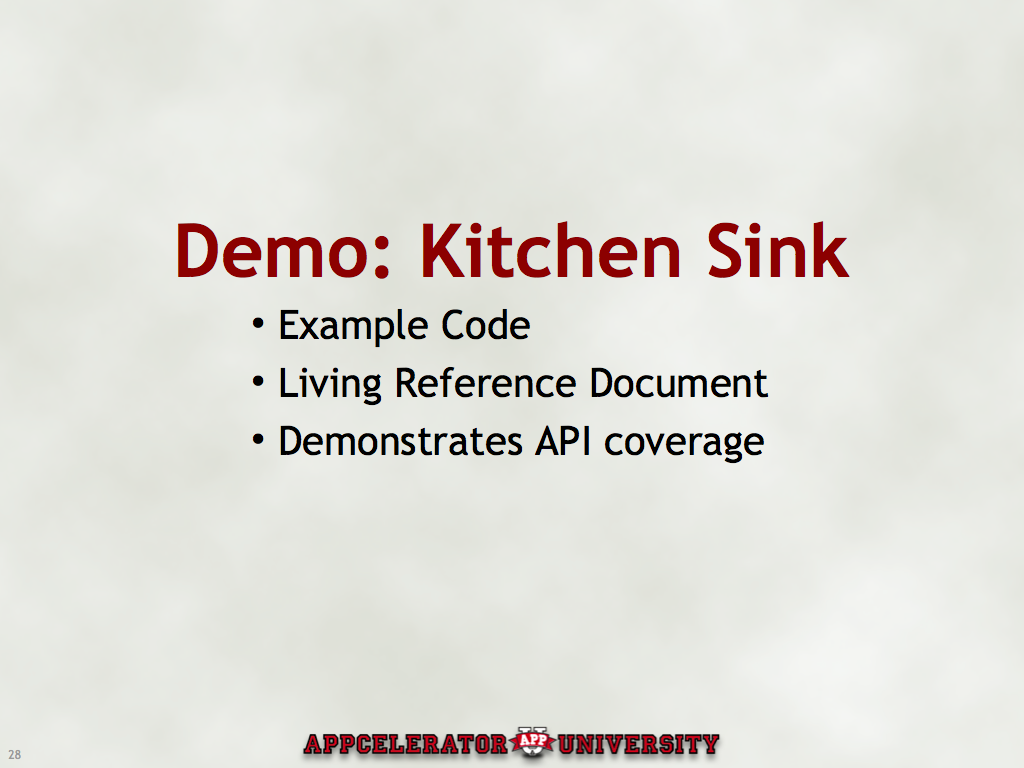 Demo: Kitchen Sink
• Example Code
• Living Reference Document
• Demonstrates API coverage
28
APPCELERATOR U APP UNIVERSITY